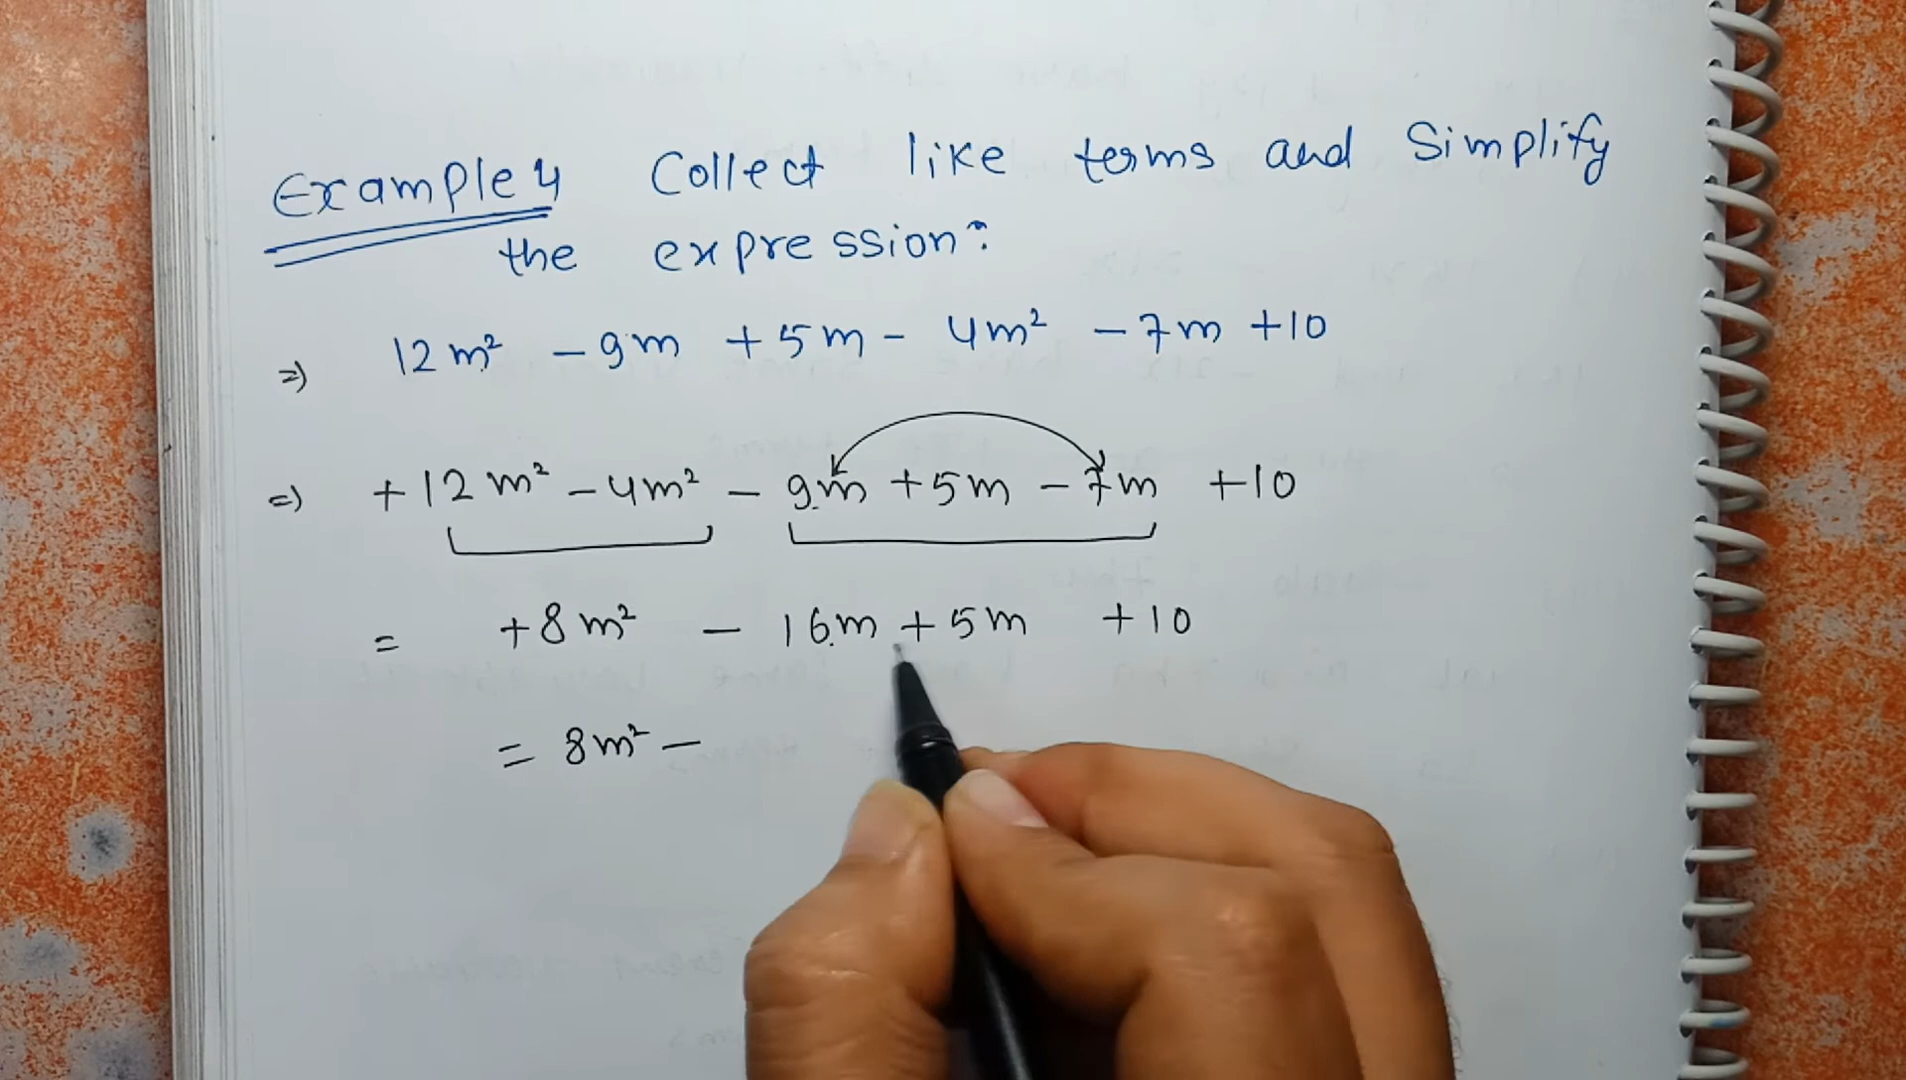 Example 4 Collect like terms and Simplify
the expression?
⇒ 12m² - 9m + 5m - 4m² - 7m + 10
⇒ + 12m² - 4m² - 9m + 5m - 7m + 10
= + 8m² - 16m + 5m + 10
= 8m² -